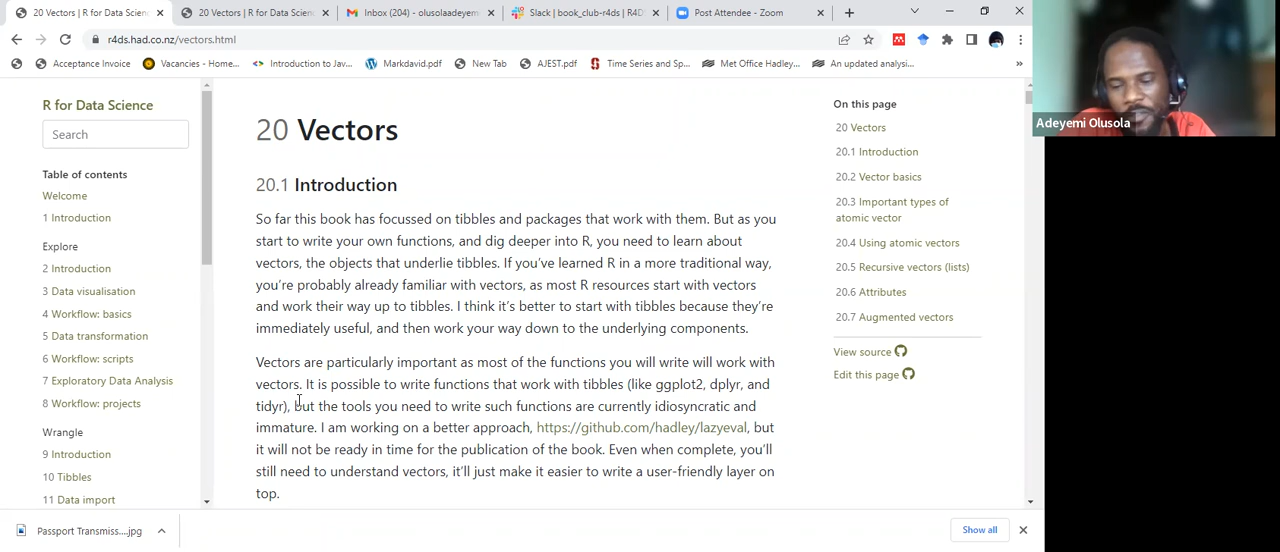 20 Vectors | R for Data Science
20 Vectors | R for Data Scienc
Inbox (204) - olusolaadeyem
Slack | book_club-r4ds | R4D
Post Attendee - Zoom
r4ds.had.co.nz/vectors.html
Acceptance Invoice
Vacancies - Home...
Introduction to Jav...
Markdavid.pdf
New Tab
AJEST.pdf
Time Series and Sp...
Met Office Hadley...
An updated analysi...
»
R for Data Science
Search
Table of contents
Welcome
1 Introduction
Explore
2 Introduction
3 Data visualisation
4 Workflow: basics
5 Data transformation
6 Workflow: scripts
7 Exploratory Data Analysis
8 Workflow: projects
Wrangle
9 Introduction
10 Tibbles
11 Data import
20 Vectors
20.1 Introduction
So far this book has focussed on tibbles and packages that work with them. But as you
start to write your own functions, and dig deeper into R, you need to learn about
vectors, the objects that underlie tibbles. If you've learned R in a more traditional way,
you're probably already familiar with vectors, as most R resources start with vectors
and work their way up to tibbles. I think it's better to start with tibbles because they're
immediately useful, and then work your way down to the underlying components.
Vectors are particularly important as most of the functions you will write will work with
vectors. It is possible to write functions that work with tibbles (like ggplot2, dplyr, and
tidyr), but the tools you need to write such functions are currently idiosyncratic and
immature. I am working on a better approach, https://github.com/hadley/lazyeval, but
it will not be ready in time for the publication of the book. Even when complete, you'll
still need to understand vectors, it'll just make it easier to write a user-friendly layer on
top.
On this page
20 Vectors
20.1 Introduction
20.2 Vector basics
20.3 Important types of
atomic vector
20.4 Using atomic vectors
20.5 Recursive vectors (lists)
20.6 Attributes
20.7 Augmented vectors
View source
Edit this page
Adeyemi Olusola
Passport Transmiss....jpg
Show all